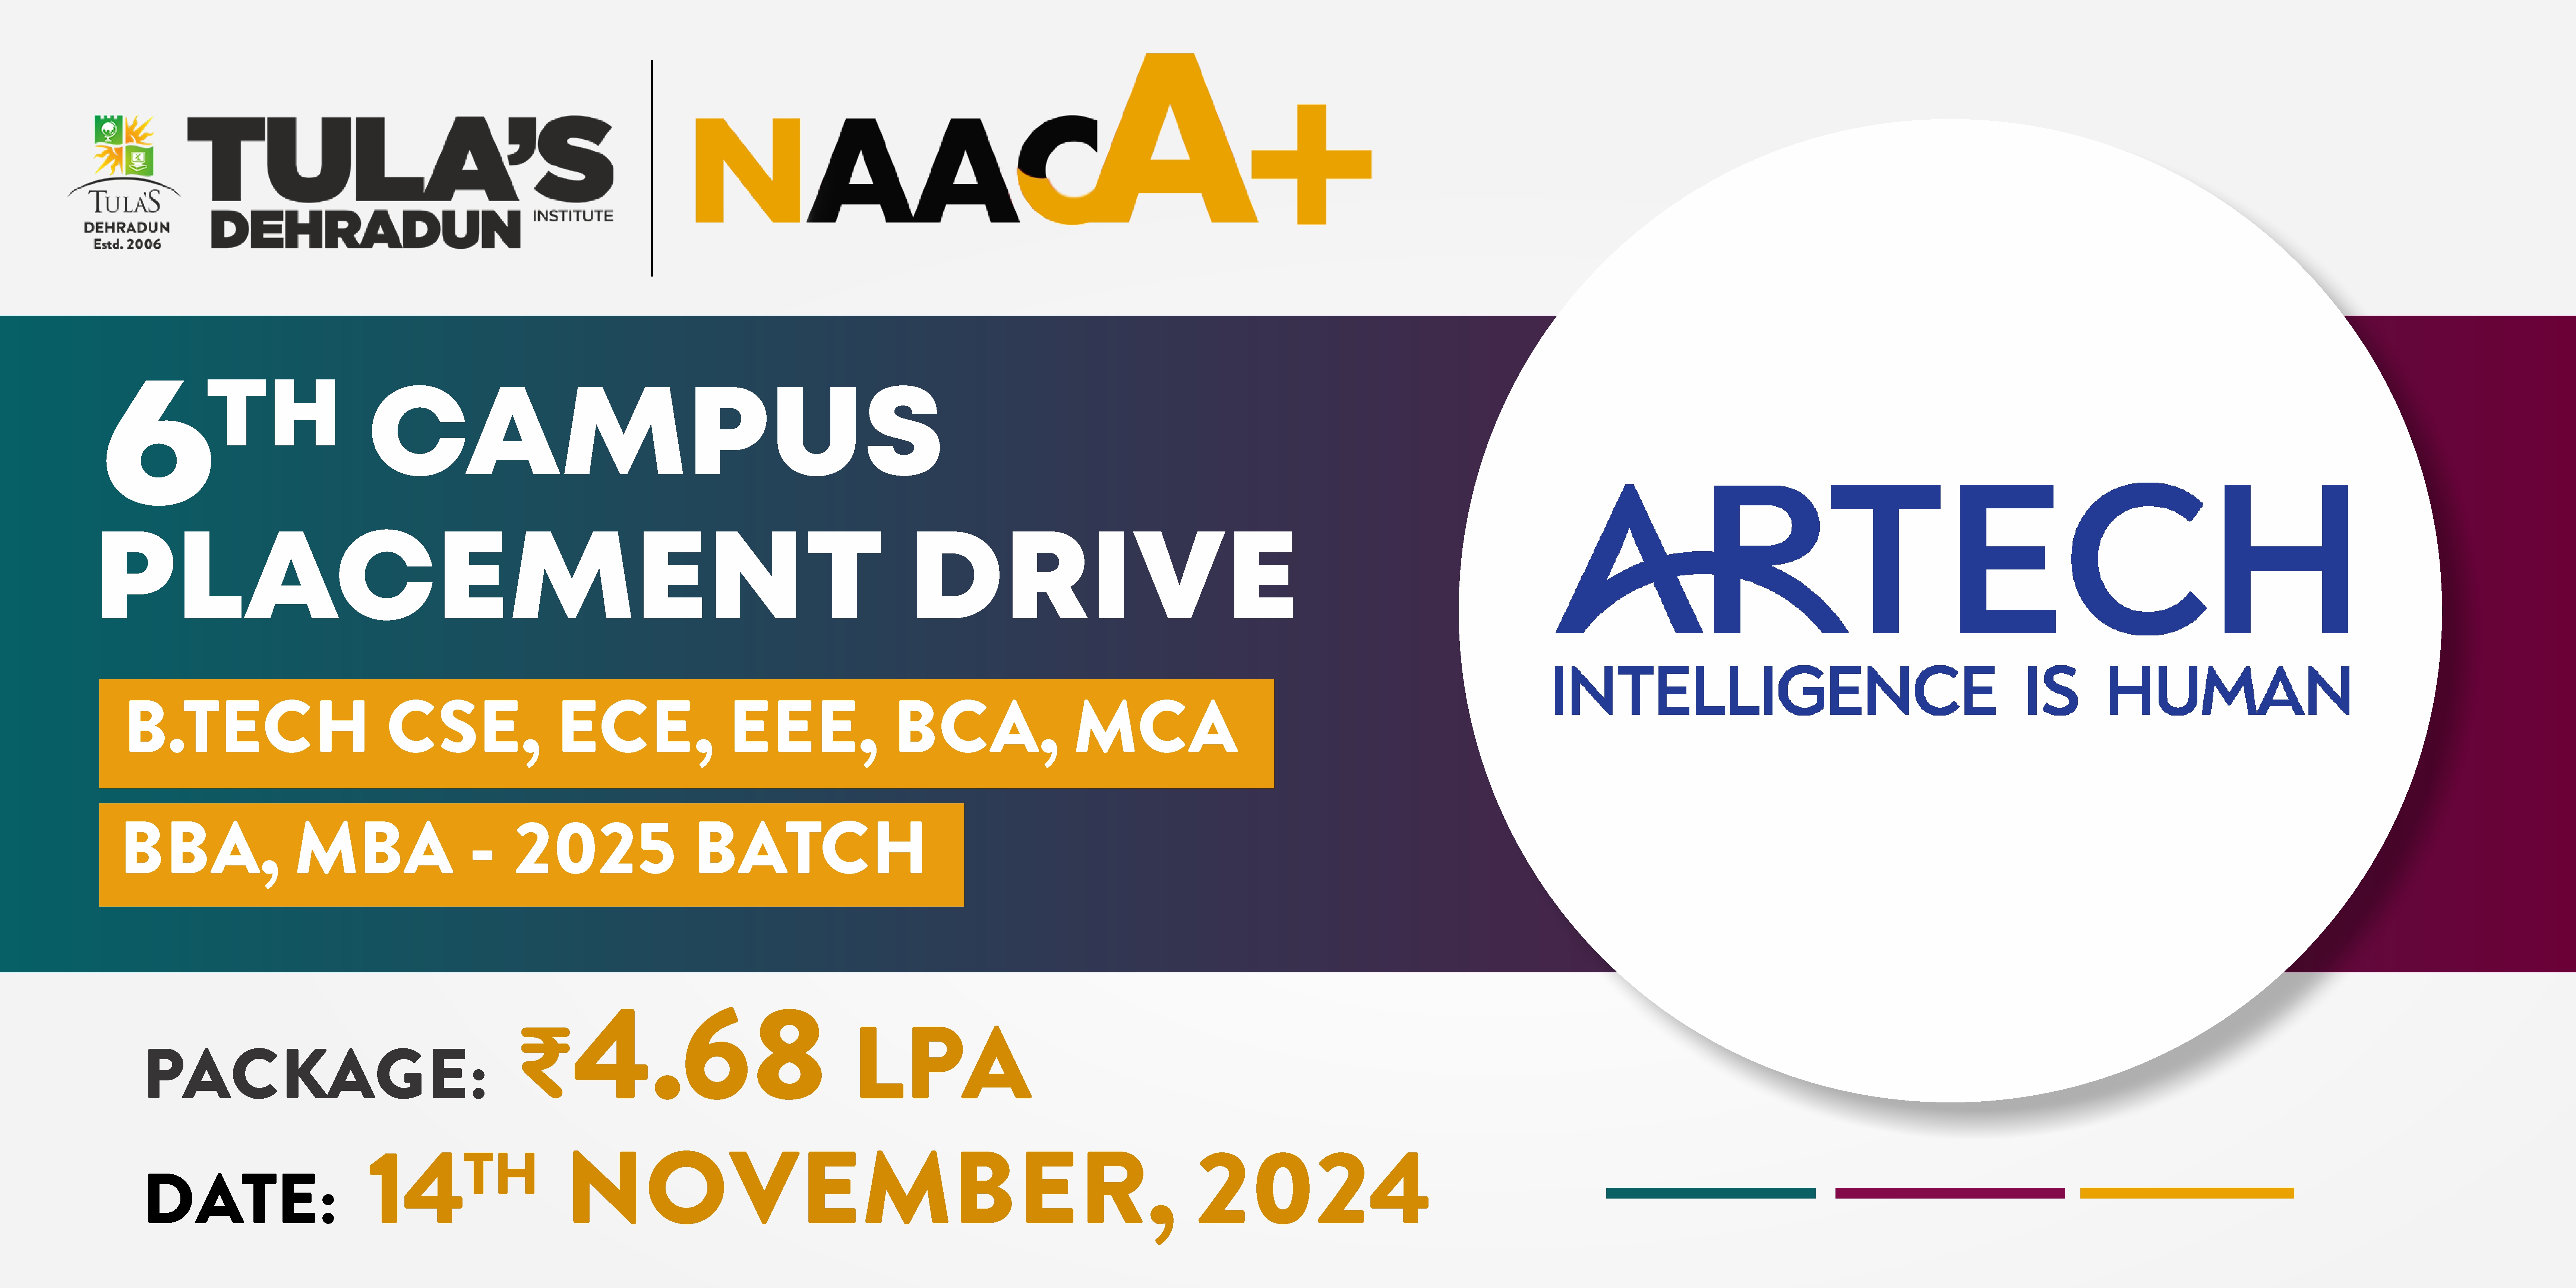 TULA'S
DEHRADUN
Estd. 2006
TULA'S
DEHRADUN INSTITUTE
NAAC A+
6TH CAMPUS
PLACEMENT DRIVE
B.TECH CSE, ECE, EEE, BCA, MCA
BBA, MBA - 2025 BATCH
ARTECH
INTELLIGENCE IS HUMAN
PACKAGE: ₹4.68 LPA
DATE: 14TH NOVEMBER, 2024